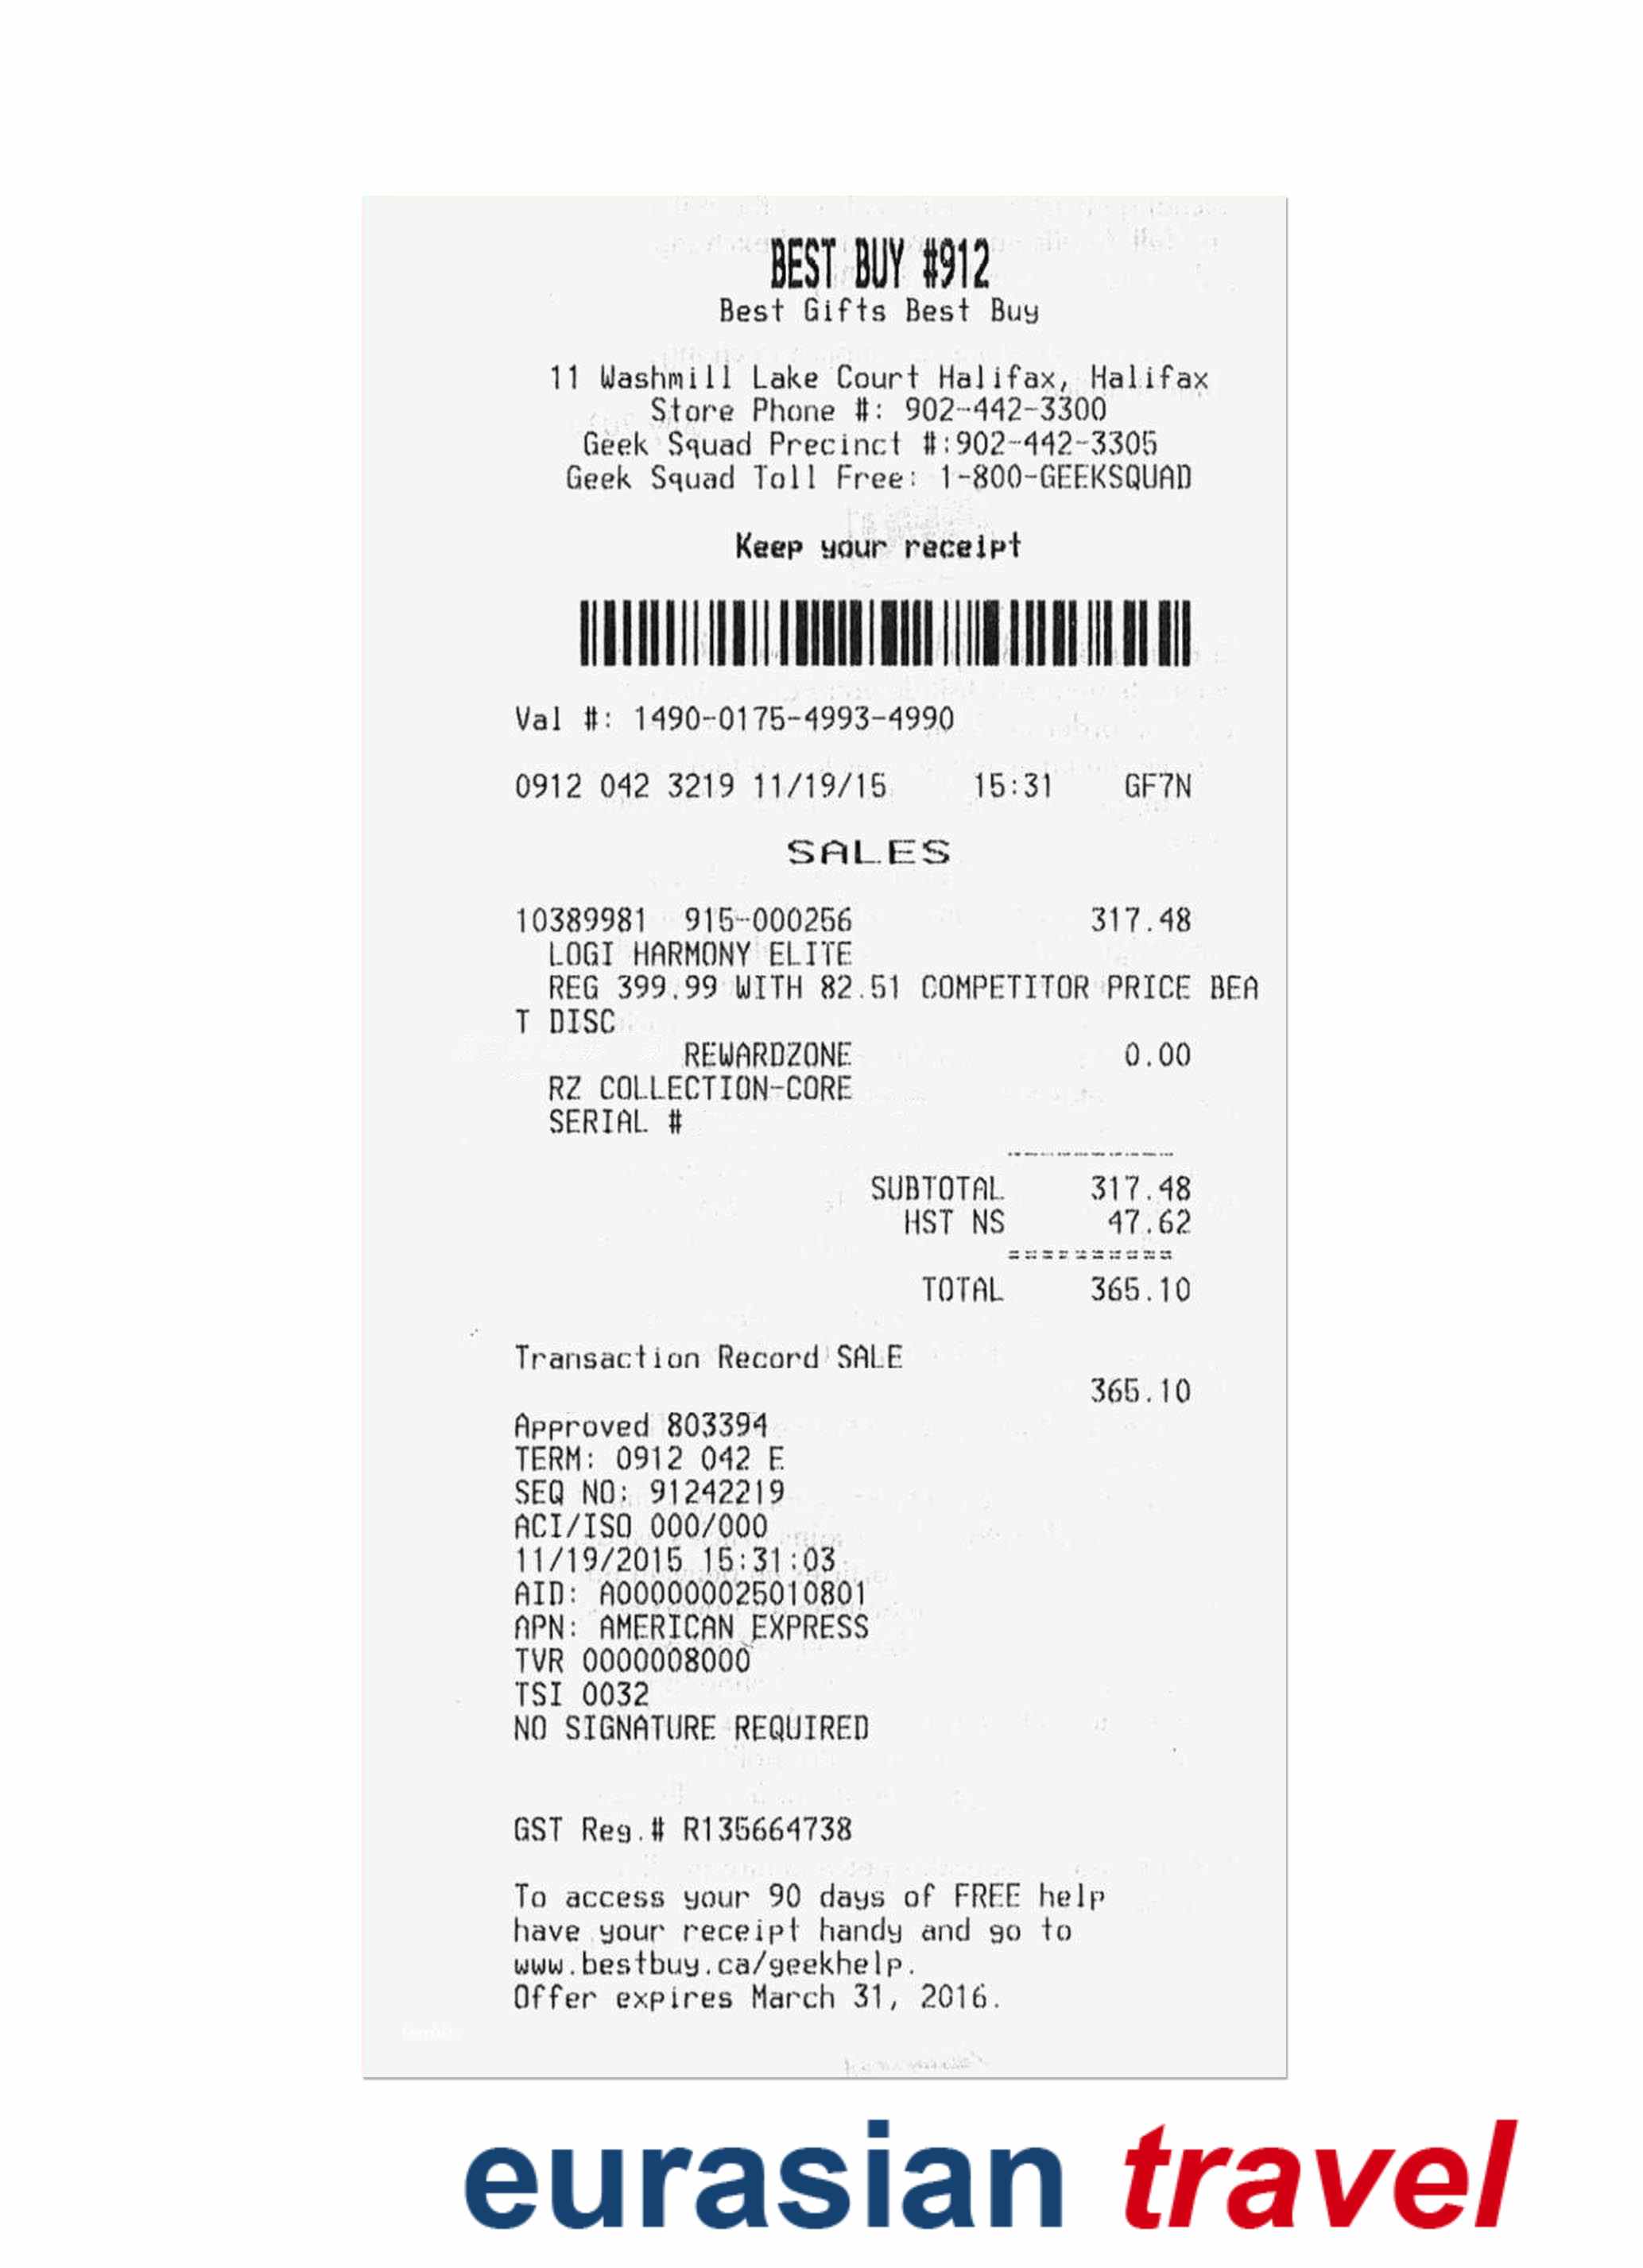 BEST BUY #912
Best Gifts Best Buy
11 Washmill Lake Court Halifax, Halifax
Store Phone #: 902-442-3300
Geek Squad Precinct #:902-442-3305
Geek Squad Toll Free: 1-800-GEEKSQUAD
Keep your receipt
Val #: 1490-0175-4993-4990
0912 042 3219 11/19/15 15:31 GF7N
SALES
10389981 915-000256 317.48
LOGI HARMONY ELITE
REG 399.99 WITH 82.51 COMPETITOR PRICE BEA
T DISC
REWARDZONE 0.00
RZ COLLECTION-CORE
SERIAL #
----------
SUBTOTAL 317.48
HST NS 47.62
==========
TOTAL 365.10
Transaction Record SALE
365.10
Approved 803394
TERM: 0912 042 E
SEQ NO: 91242219
ACI/ISO 000/000
11/19/2015 15:31:03
AID: A000000025010801
APN: AMERICAN EXPRESS
TVR 0000008000
TSI 0032
NO SIGNATURE REQUIRED
GST Reg.# R135664738
To access your 90 days of FREE help
have your receipt handy and go to
www.bestbuy.ca/geekhelp.
Offer expires March 31, 2016.
eurasian travel